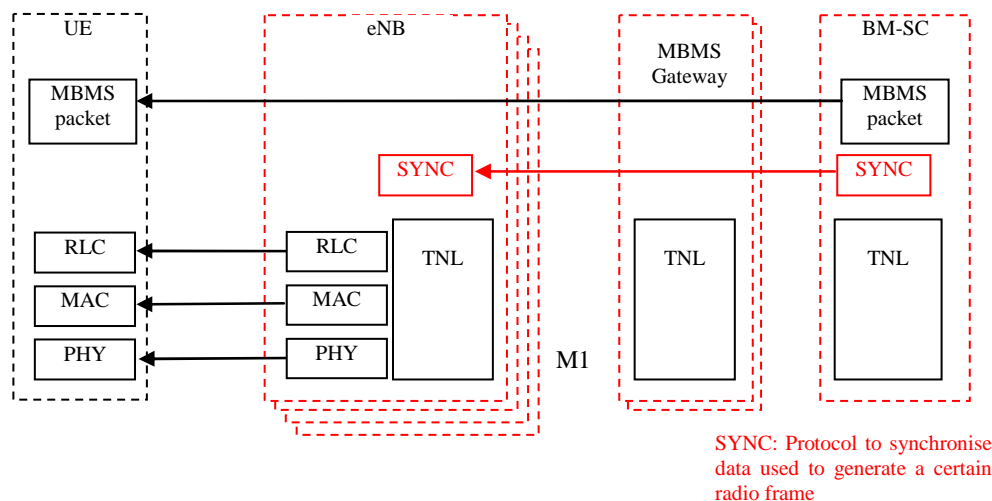 UE
eNB
MBMS
Gateway
BM-SC
MBMS
packet
MBMS
packet
SYNC
SYNC
RLC
RLC
TNL
TNL
TNL
MAC
MAC
PHY
PHY
M1
SYNC: Protocol to synchronise
data used to generate a certain
radio frame